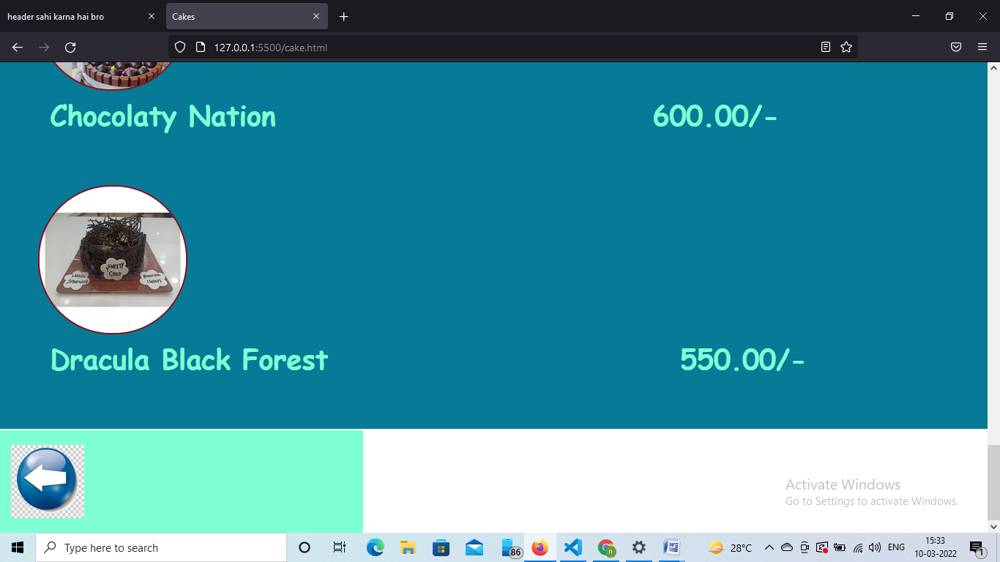 header sahi karna hai bro
Cakes
127.0.0.1:5500/cake.html
Chocolaty Nation 600.00/-
SWEETY
CHILD
Dracula Black Forest 550.00/-
Activate Windows
Go to Settings to activate Windows.
Type here to search
86
n
28°C
ENG
15:33
10-03-2022
1